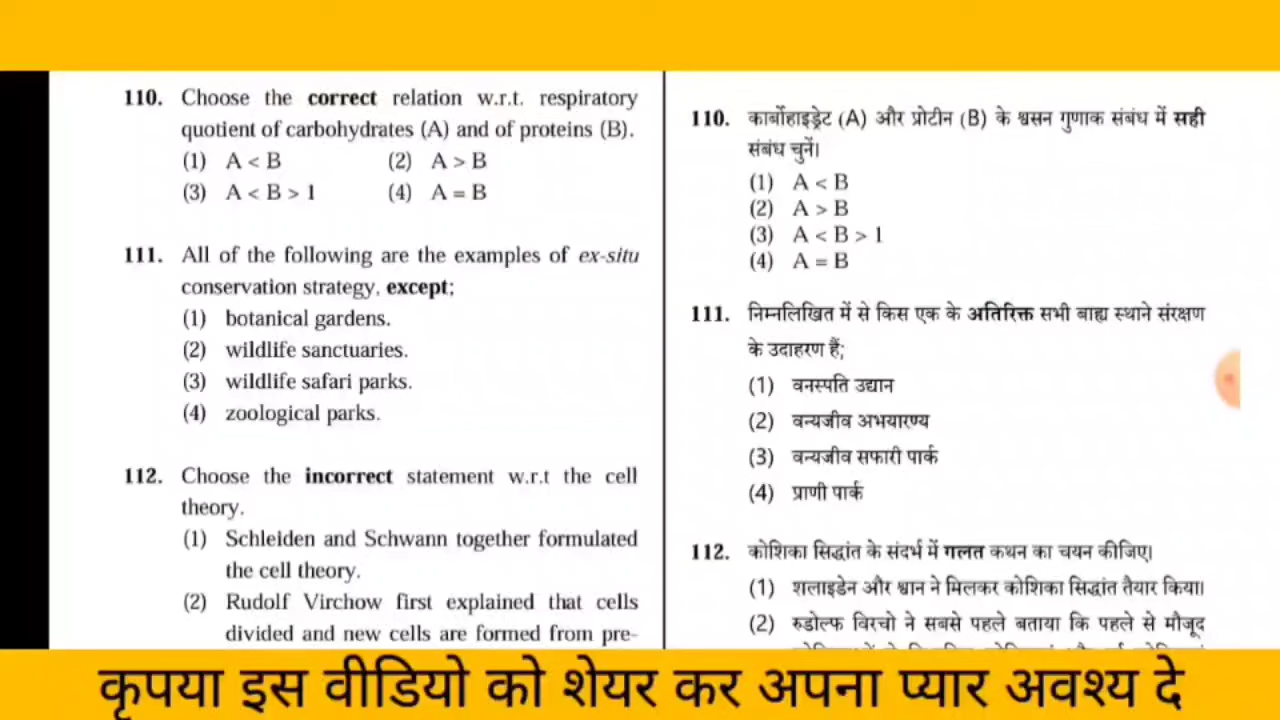 110. Choose the correct relation w.r.t. respiratory
quotient of carbohydrates (A) and of proteins (B).
(1) A < B (2) A > B
(3) A < B > 1 (4) A = B
111. All of the following are the examples of ex-situ
conservation strategy, except;
(1) botanical gardens.
(2) wildlife sanctuaries.
(3) wildlife safari parks.
(4) zoological parks.
112. Choose the incorrect statement w.r.t the cell
theory.
(1) Schleiden and Schwann together formulated
the cell theory.
(2) Rudolf Virchow first explained that cells
divided and new cells are formed from pre-
110. कार्बोहाइड्रेट (A) और प्रोटीन (B) के श्वसन गुणाक संबंध में सही
संबंध चुनें।
(1) A < B
(2) A > B
(3) A < B > 1
(4) A = B
111. निम्नलिखित में से किस एक के अतिरिक्त सभी बाह्य स्थाने संरक्षण
के उदाहरण हैं;
(1) वनस्पति उद्यान
(2) वन्यजीव अभयारण्य
(3) वन्यजीव सफारी पार्क
(4) प्राणी पार्क
112. कोशिका सिद्धांत के संदर्भ में गलत कथन का चयन कीजिए।
(1) शलाइडेन और श्वान ने मिलकर कोशिका सिद्धांत तैयार किया।
(2) रुडोल्फ विरचो ने सबसे पहले बताया कि पहले से मौजूद
कृपया इस वीडियो को शेयर कर अपना प्यार अवश्य दे